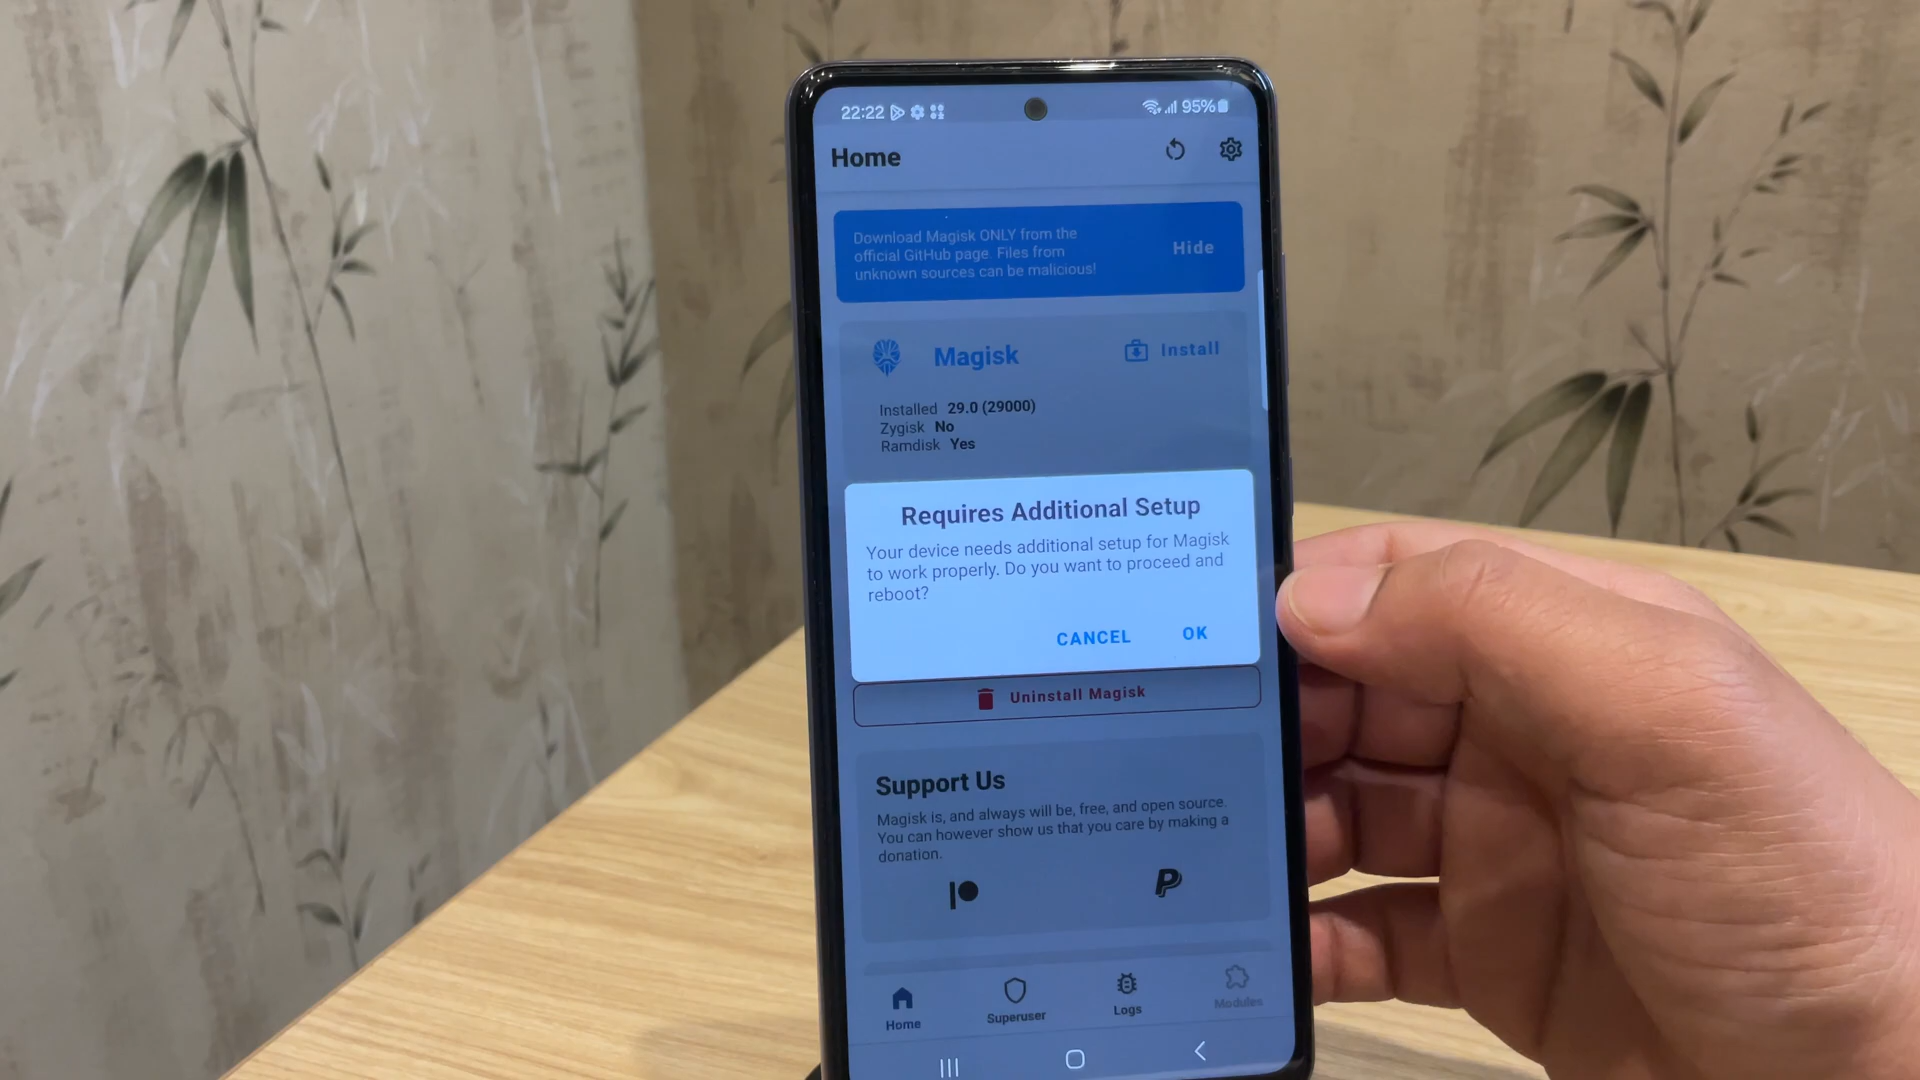 22:22 95%
Home
Download Magisk ONLY from the
official GitHub page. Files from
unknown sources can be malicious!
Hide
Magisk
Install
Installed 29.0 (29000)
Zygisk No
Ramdisk Yes
Requires Additional Setup
Your device needs additional setup for Magisk
to work properly. Do you want to proceed and
reboot?
CANCEL OK
Uninstall Magisk
Support Us
Magisk is, and always will be, free, and open source.
You can however show us that you care by making a
donation.
Home Superuser Logs Modules